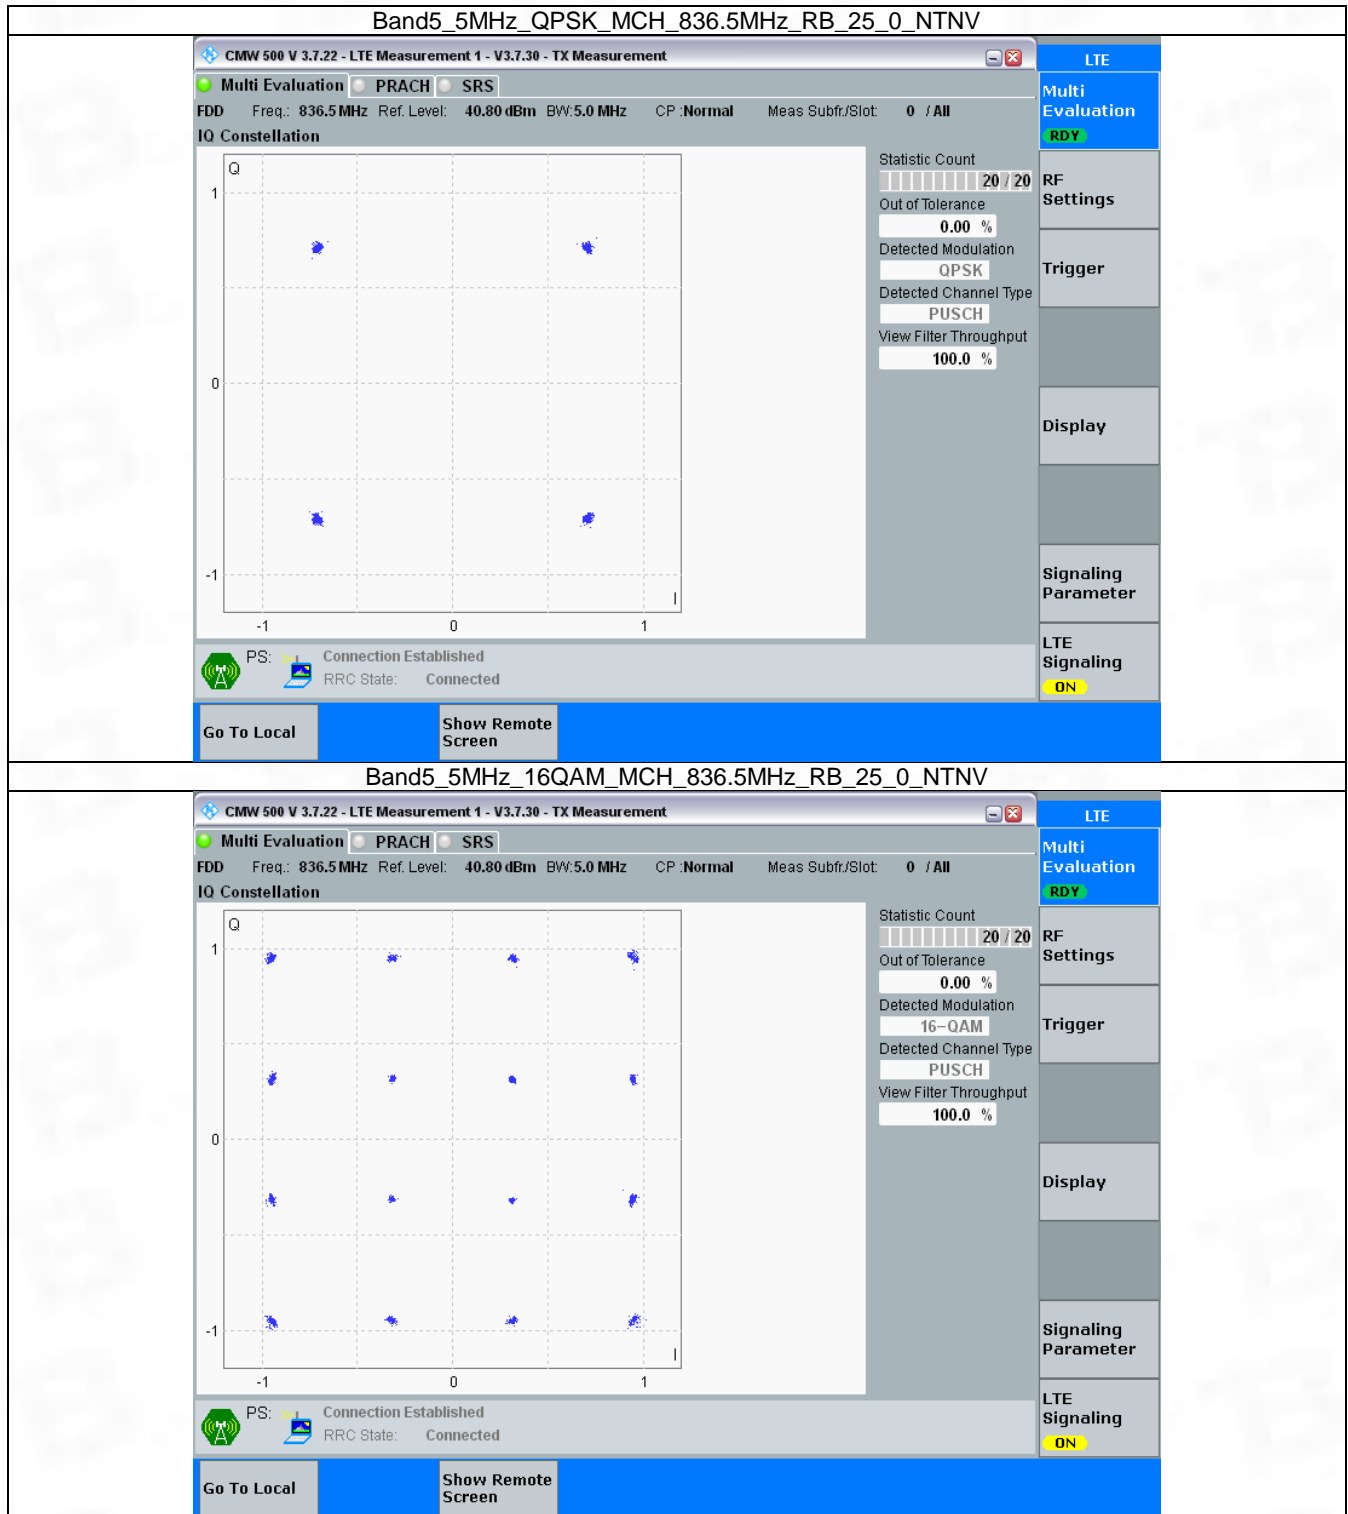 Band5_5MHz_QPSK_MCH_836.5MHz_RB_25_0_NTNV
CMW 500 V 3.7.22 - LTE Measurement 1 - V3.7.30 - TX Measurement
LTE
Multi Evaluation PRACH SRS
FDD Freq.: 836.5 MHz Ref. Level: 40.80 dBm BW: 5.0 MHz CP : Normal Meas Subfr./Slot: 0 / All
IQ Constellation
Q
1
0
-1
I
-1 0 1
Statistic Count
20 / 20
Out of Tolerance
0.00 %
Detected Modulation
QPSK
Detected Channel Type
PUSCH
View Filter Throughput
100.0 %
Multi
Evaluation
RDY
RF
Settings
Trigger
Display
Signaling
Parameter
LTE
Signaling
ON
PS: Connection Established
RRC State: Connected
Go To Local
Show Remote
Screen
Band5_5MHz_16QAM_MCH_836.5MHz_RB_25_0_NTNV
CMW 500 V 3.7.22 - LTE Measurement 1 - V3.7.30 - TX Measurement
LTE
Multi Evaluation PRACH SRS
FDD Freq.: 836.5 MHz Ref. Level: 40.80 dBm BW: 5.0 MHz CP : Normal Meas Subfr./Slot: 0 / All
IQ Constellation
Q
1
0
-1
I
-1 0 1
Statistic Count
20 / 20
Out of Tolerance
0.00 %
Detected Modulation
16-QAM
Detected Channel Type
PUSCH
View Filter Throughput
100.0 %
Multi
Evaluation
RDY
RF
Settings
Trigger
Display
Signaling
Parameter
LTE
Signaling
ON
PS: Connection Established
RRC State: Connected
Go To Local
Show Remote
Screen